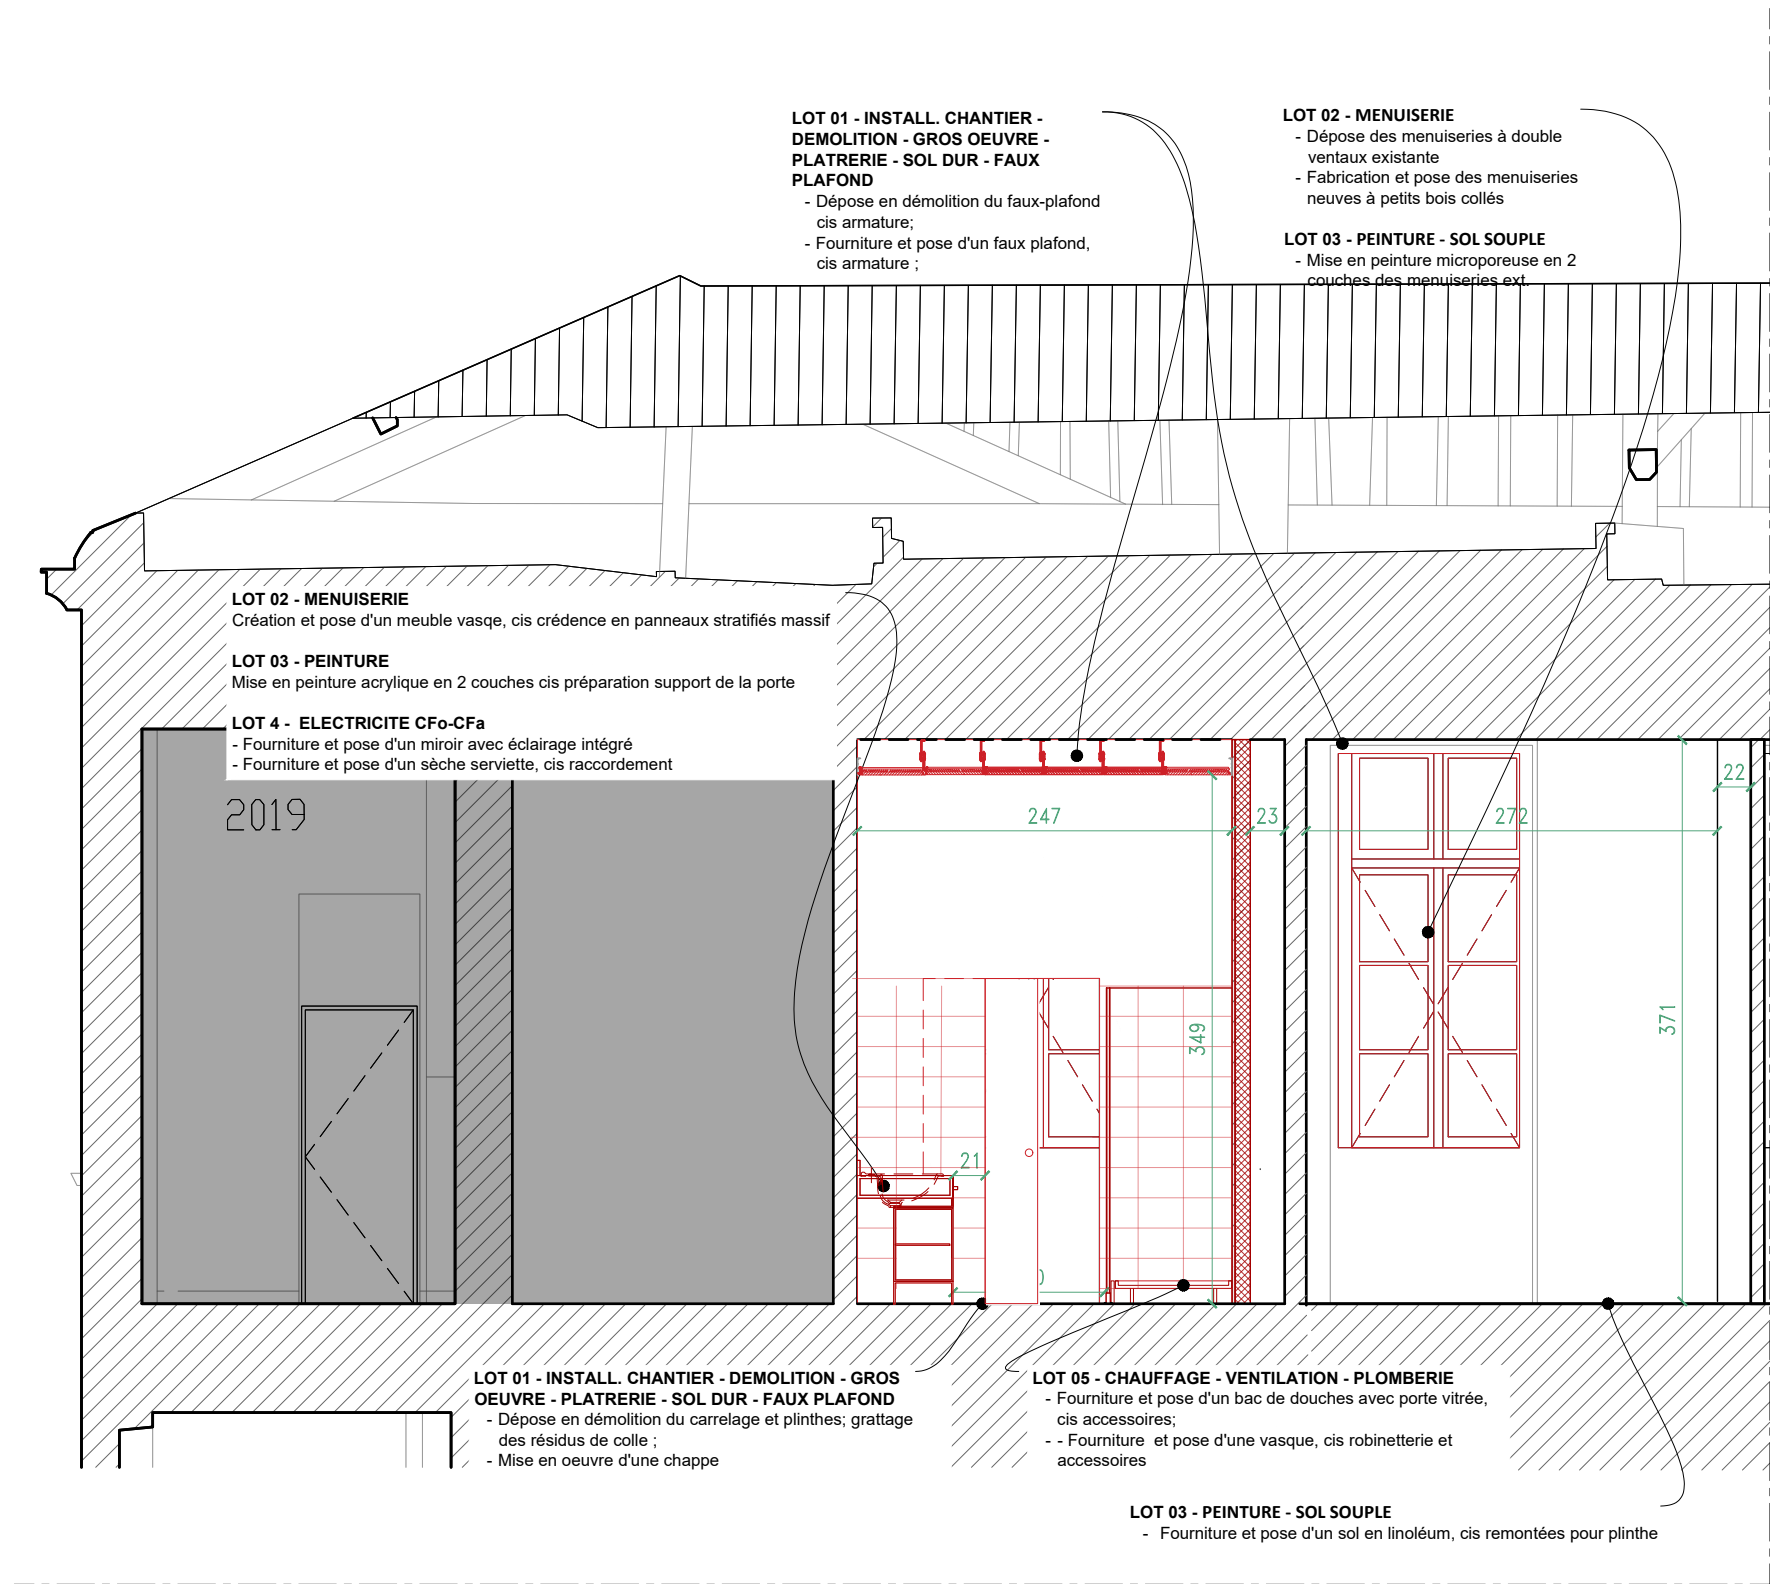 LOT 01 - INSTALL. CHANTIER -
DEMOLITION - GROS OEUVRE -
PLATRERIE - SOL DUR - FAUX
PLAFOND
- Dépose en démolition du faux-plafond
cis armature;
- Fourniture et pose d'un faux plafond,
cis armature ;
LOT 02 - MENUISERIE
- Dépose des menuiseries à double
ventaux existante
- Fabrication et pose des menuiseries
neuves à petits bois collés
LOT 03 - PEINTURE - SOL SOUPLE
- Mise en peinture microporeuse en 2
couches des menuiseries ext.
LOT 02 - MENUISERIE
Création et pose d'un meuble vasqe, cis crédence en panneaux stratifiés massif
LOT 03 - PEINTURE
Mise en peinture acrylique en 2 couches cis préparation support de la porte
LOT 4 - ELECTRICITE CFo-CFa
- Fourniture et pose d'un miroir avec éclairage intégré
- Fourniture et pose d'un sèche serviette, cis raccordement
2019
247
23
272
22
349
371
21
LOT 01 - INSTALL. CHANTIER - DEMOLITION - GROS
OEUVRE - PLATRERIE - SOL DUR - FAUX PLAFOND
- Dépose en démolition du carrelage et plinthes; grattage
des résidus de colle ;
- Mise en oeuvre d'une chappe
LOT 05 - CHAUFFAGE - VENTILATION - PLOMBERIE
- Fourniture et pose d'un bac de douches avec porte vitrée,
cis accessoires;
- - Fourniture et pose d'une vasque, cis robinetterie et
accessoires
LOT 03 - PEINTURE - SOL SOUPLE
- Fourniture et pose d'un sol en linoléum, cis remontées pour plinthe